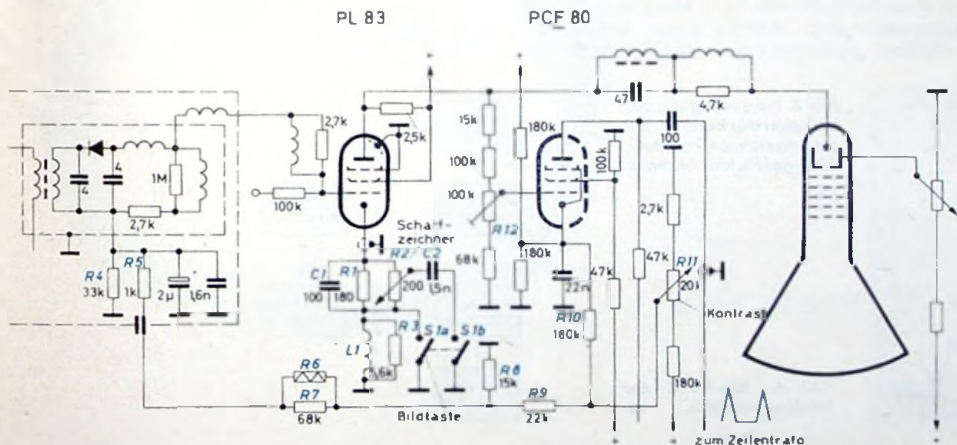 PL 83
PCF 80
47
4,7k
15k
180k
100
2,7k
2,5k
100k
100k
4
4
1M
100k
100k
2,7k
2,7k
Scharf-
zeichner
R12
R5
R2
C2
68k
180k
47k
R11
R4
33k
1k
2µ
1,6n
C1
100
R1
180
200
1,5n
22n
47k
20k
Kontrast
R10
180k
L1
R3
5,6k
S1a
S1b
R6
R8
15k
R7
68k
Bildtaste
R9
22k
180k
zum Zeilentrafo